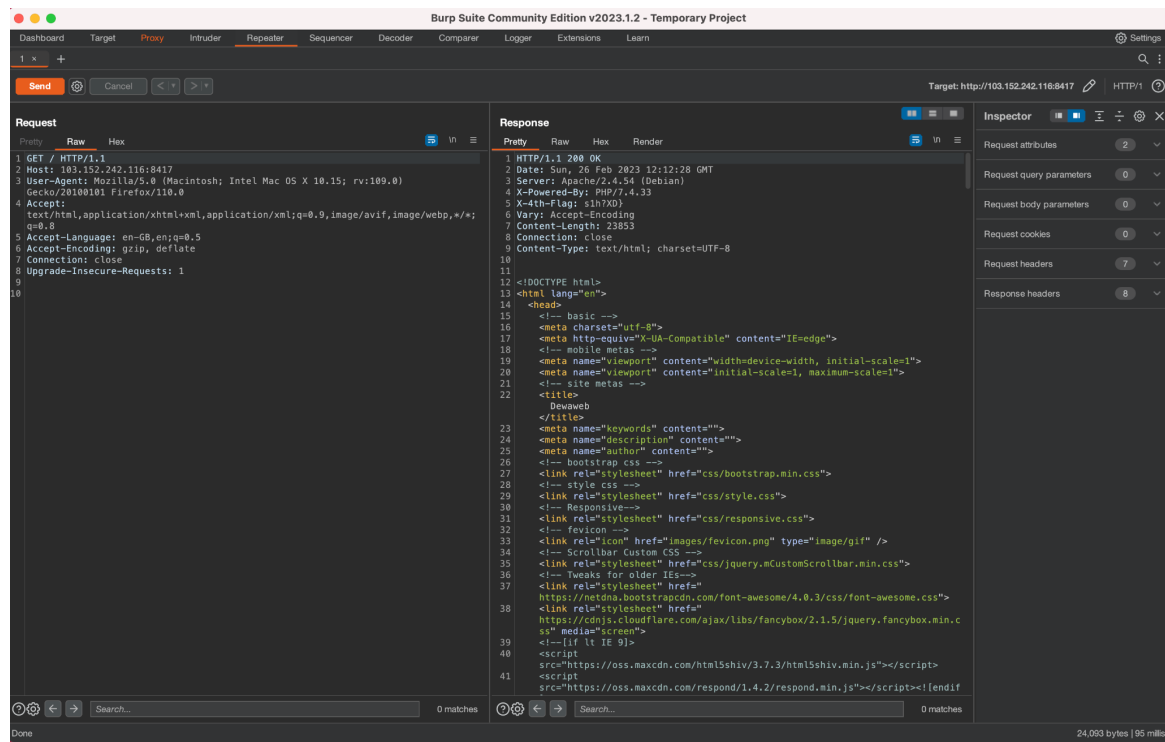 Burp Suite Community Edition v2023.1.2 - Temporary Project
Dashboard Target Proxy Intruder Repeater Sequencer Decoder Comparer Logger Extensions Learn Settings
1 × +
Send Cancel < > Target: http://103.152.242.116:8417 HTTP/1
Request
Pretty Raw Hex \n
1 GET / HTTP/1.1
2 Host: 103.152.242.116:8417
3 User-Agent: Mozilla/5.0 (Macintosh; Intel Mac OS X 10.15; rv:109.0)
Gecko/20100101 Firefox/110.0
4 Accept:
text/html,application/xhtml+xml,application/xml;q=0.9,image/avif,image/webp,*/*;
q=0.8
5 Accept-Language: en-GB,en;q=0.5
6 Accept-Encoding: gzip, deflate
7 Connection: close
8 Upgrade-Insecure-Requests: 1
9
10
Search... 0 matches
Response
Pretty Raw Hex Render \n
1 HTTP/1.1 200 OK
2 Date: Sun, 26 Feb 2023 12:12:28 GMT
3 Server: Apache/2.4.54 (Debian)
4 X-Powered-By: PHP/7.4.33
5 X-4th-Flag: s1h?XD}
6 Vary: Accept-Encoding
7 Content-Length: 23853
8 Connection: close
9 Content-Type: text/html; charset=UTF-8
10
11
12 <!DOCTYPE html>
13 <html lang="en">
14 <head>
15 <!-- basic -->
16 <meta charset="utf-8">
17 <meta http-equiv="X-UA-Compatible" content="IE=edge">
18 <!-- mobile metas -->
19 <meta name="viewport" content="width=device-width, initial-scale=1">
20 <meta name="viewport" content="initial-scale=1, maximum-scale=1">
21 <!-- site metas -->
22 <title>
Dewaweb
</title>
23 <meta name="keywords" content="">
24 <meta name="description" content="">
25 <meta name="author" content="">
26 <!-- bootstrap css -->
27 <link rel="stylesheet" href="css/bootstrap.min.css">
28 <!-- style css -->
29 <link rel="stylesheet" href="css/style.css">
30 <!-- Responsive-->
31 <link rel="stylesheet" href="css/responsive.css">
32 <!-- fevicon -->
33 <link rel="icon" href="images/fevicon.png" type="image/gif" />
34 <!-- Scrollbar Custom CSS -->
35 <link rel="stylesheet" href="css/jquery.mCustomScrollbar.min.css">
36 <!-- Tweaks for older IEs-->
37 <link rel="stylesheet" href="
https://netdna.bootstrapcdn.com/font-awesome/4.0.3/css/font-awesome.css">
38 <link rel="stylesheet" href="
https://cdnjs.cloudflare.com/ajax/libs/fancybox/2.1.5/jquery.fancybox.min.c
ss" media="screen">
39 <!--[if lt IE 9]>
40 <script
src="https://oss.maxcdn.com/html5shiv/3.7.3/html5shiv.min.js"></script>
41 <script
src="https://oss.maxcdn.com/respond/1.4.2/respond.min.js"></script><![endif
Search... 0 matches
Inspector
Request attributes 2
Request query parameters 0
Request body parameters 0
Request cookies 0
Request headers 7
Response headers 8
Done 24,093 bytes | 95 millis